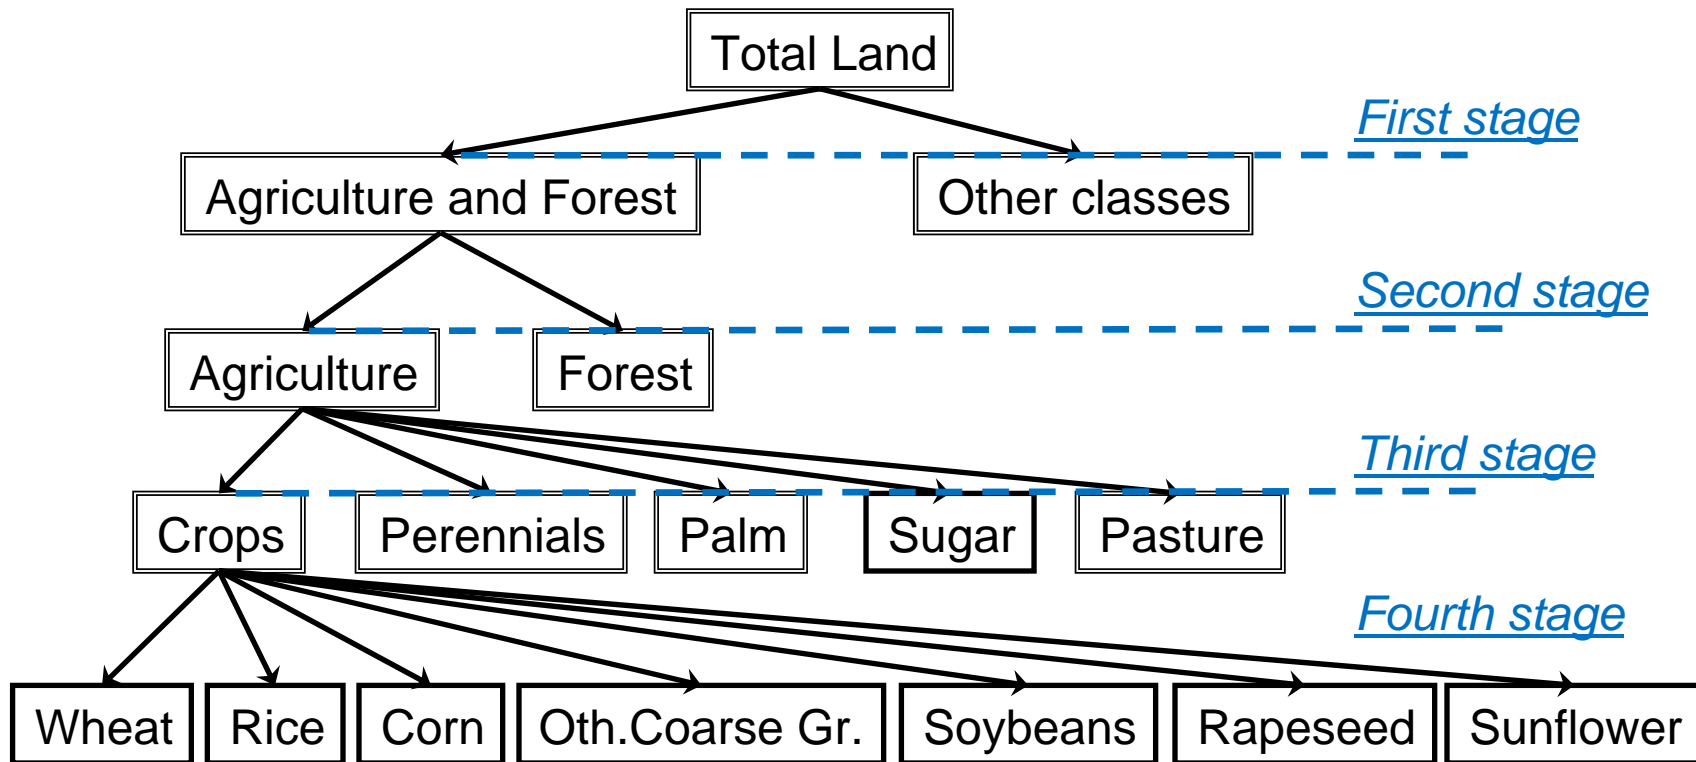 Total Land
First stage
Agriculture and Forest
Other classes
Second stage
Agriculture
Forest
Third stage
Crops
Perennials
Palm
Sugar
Pasture
Fourth stage
Wheat
Rice
Corn
Oth.Coarse Gr.
Soybeans
Rapeseed
Sunflower